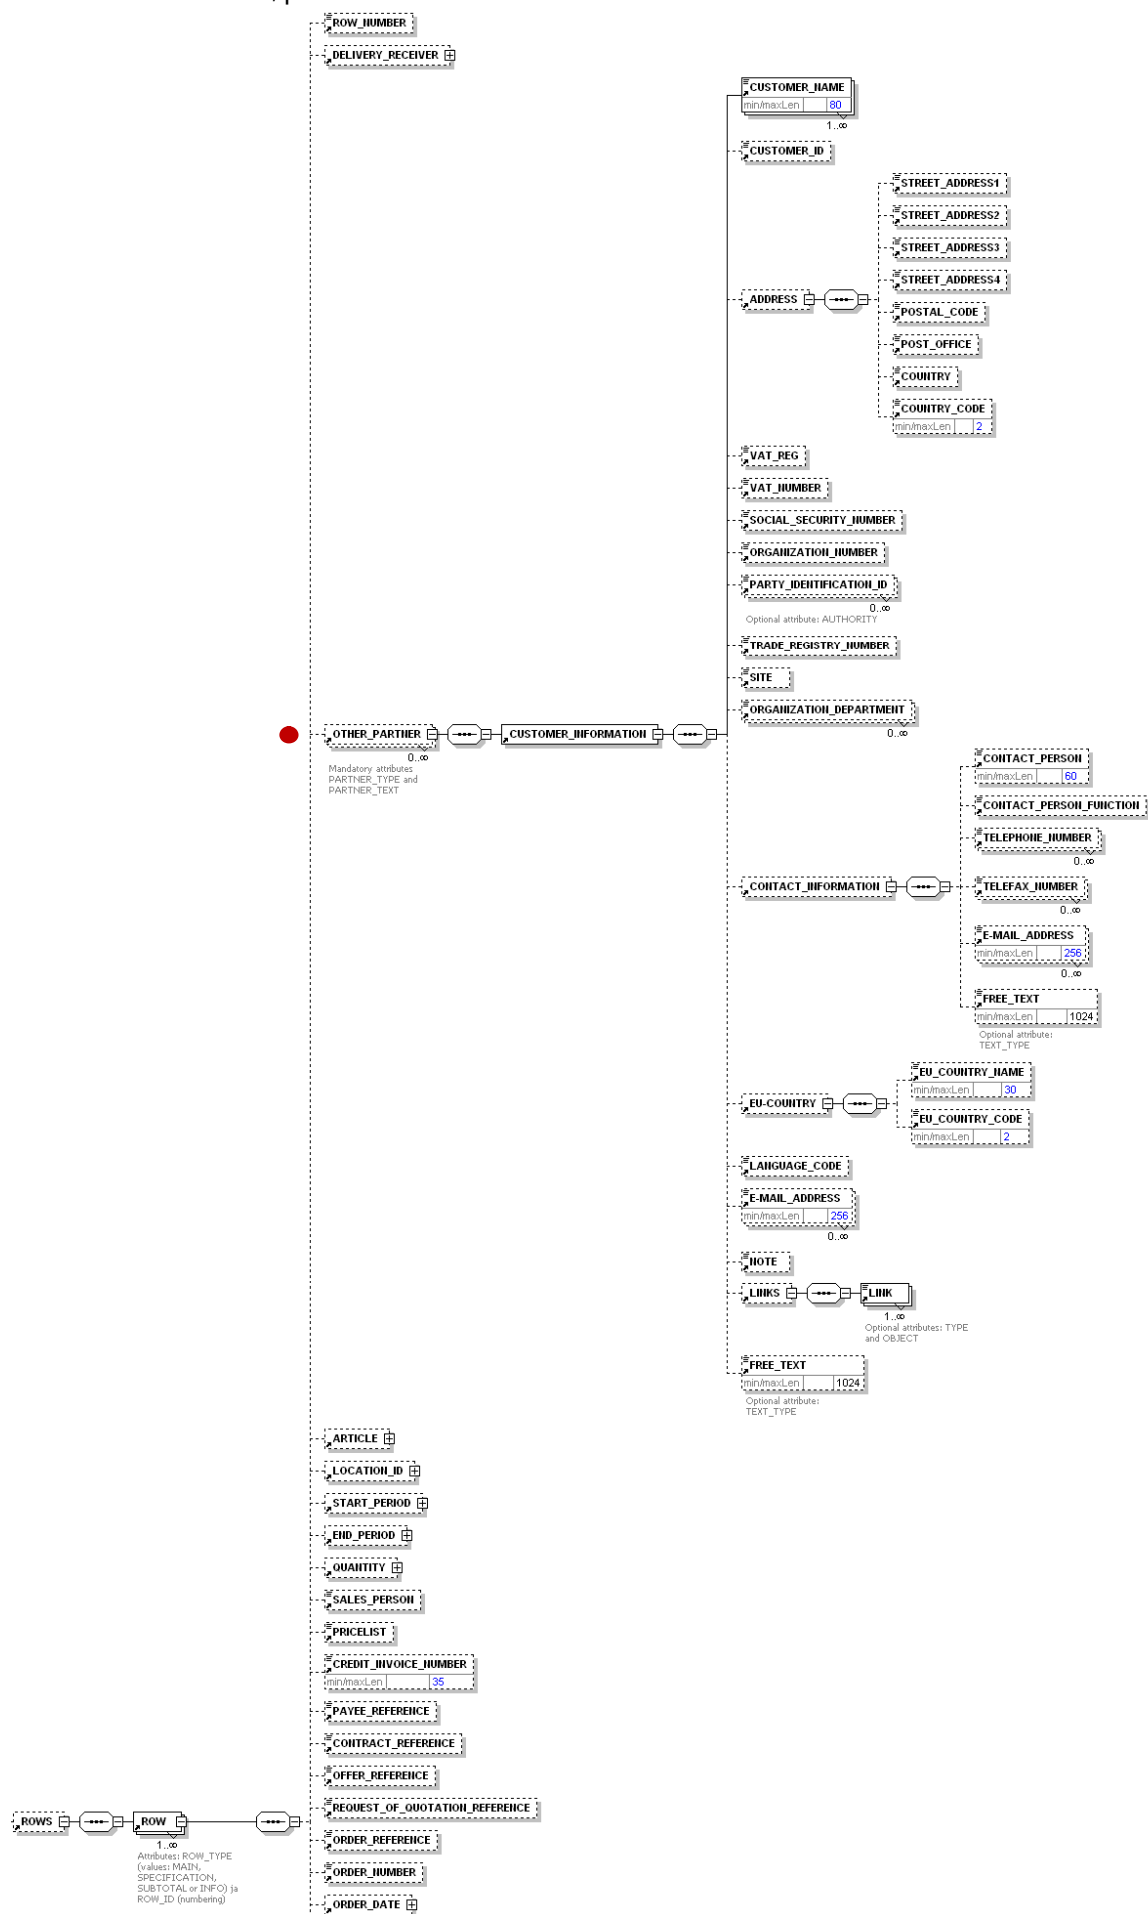 ROW_NUMBER
DELIVERY_RECEIVER
CUSTOMER_NAME
min/maxLen 80
1..∞
CUSTOMER_ID
STREET_ADDRESS1
STREET_ADDRESS2
STREET_ADDRESS3
STREET_ADDRESS4
ADDRESS
POSTAL_CODE
POST_OFFICE
COUNTRY
COUNTRY_CODE
min/maxLen 2
VAT_REG
VAT_NUMBER
SOCIAL_SECURITY_NUMBER
ORGANIZATION_NUMBER
PARTY_IDENTIFICATION_ID
0..∞
Optional attribute: AUTHORITY
TRADE_REGISTRY_NUMBER
SITE
ORGANIZATION_DEPARTMENT
0..∞
OTHER_PARTNER
0..∞
Mandatory attributes
PARTNER_TYPE and
PARTNER_TEXT
CUSTOMER_INFORMATION
CONTACT_PERSON
min/maxLen 60
CONTACT_PERSON_FUNCTION
TELEPHONE_NUMBER
0..∞
CONTACT_INFORMATION
TELEFAX_NUMBER
0..∞
E-MAIL_ADDRESS
min/maxLen 256
0..∞
FREE_TEXT
min/maxLen 1024
Optional attribute:
TEXT_TYPE
EU_COUNTRY_NAME
min/maxLen 30
EU-COUNTRY
EU_COUNTRY_CODE
min/maxLen 2
LANGUAGE_CODE
E-MAIL_ADDRESS
min/maxLen 256
0..∞
NOTE
LINKS
LINK
1..∞
Optional attributes: TYPE
and OBJECT
FREE_TEXT
min/maxLen 1024
Optional attribute:
TEXT_TYPE
ARTICLE
LOCATION_ID
START_PERIOD
END_PERIOD
QUANTITY
SALES_PERSON
PRICELIST
CREDIT_INVOICE_NUMBER
min/maxLen 35
PAYEE_REFERENCE
CONTRACT_REFERENCE
OFFER_REFERENCE
REQUEST_OF_QUOTATION_REFERENCE
ROWS
ROW
1..∞
Attributes: ROW_TYPE
(values: MAIN,
SPECIFICATION,
SUBTOTAL or INFO) ja
ROW_ID (numbering)
ORDER_REFERENCE
ORDER_NUMBER
ORDER_DATE